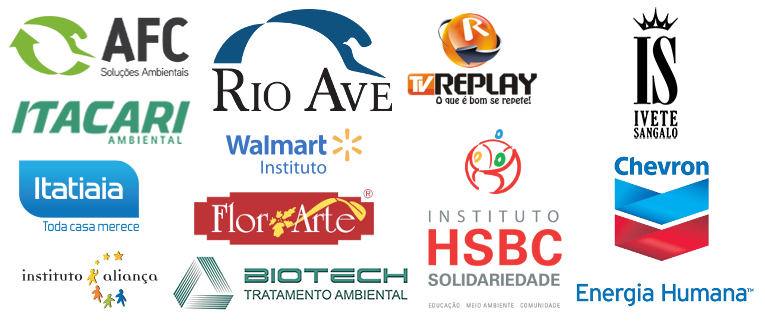 AFC
Soluções Ambientais
ITACARI
AMBIENTAL
Itatiaia
Toda casa merece
instituto aliança
RIO AVE
Walmart
Instituto
Flor Arte ®
BIOTECH
TRATAMENTO AMBIENTAL
R
TV REPLAY
O que é bom se repete!
INSTITUTO
HSBC
SOLIDARIEDADE
EDUCAÇÃO MEIO AMBIENTE COMUNIDADE
IS
IVETE
SANGALO
Chevron
Energia Humana™